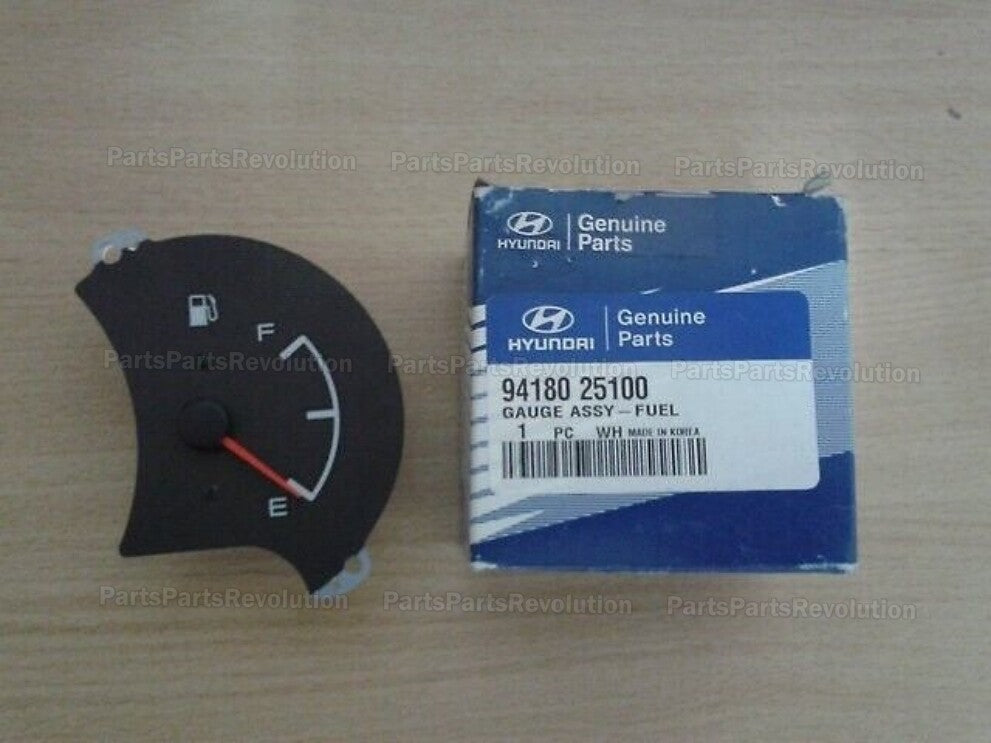 PartsPartsRevolution PartsPartsRevolution PartsPartsRevolution
HYUNDAI Genuine
Parts
F
HYUNDAI Genuine
Parts
PartsPartsRevolution PartsPartsRevolution PartsPartsRevolution
94180 25100
GAUGE ASSY-FUEL
1 PC WH MADE IN KOREA
E
PartsPartsRevolution PartsPartsRevolution PartsPartsRevolution